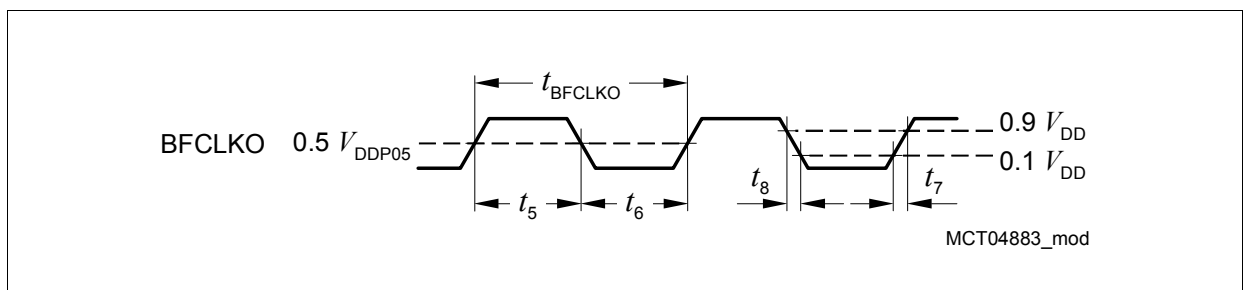 tBFCLKO
BFCLKO 0.5 VDDP05
0.9 VDD
0.1 VDD
t5 t6 t8 t7
MCT04883_mod